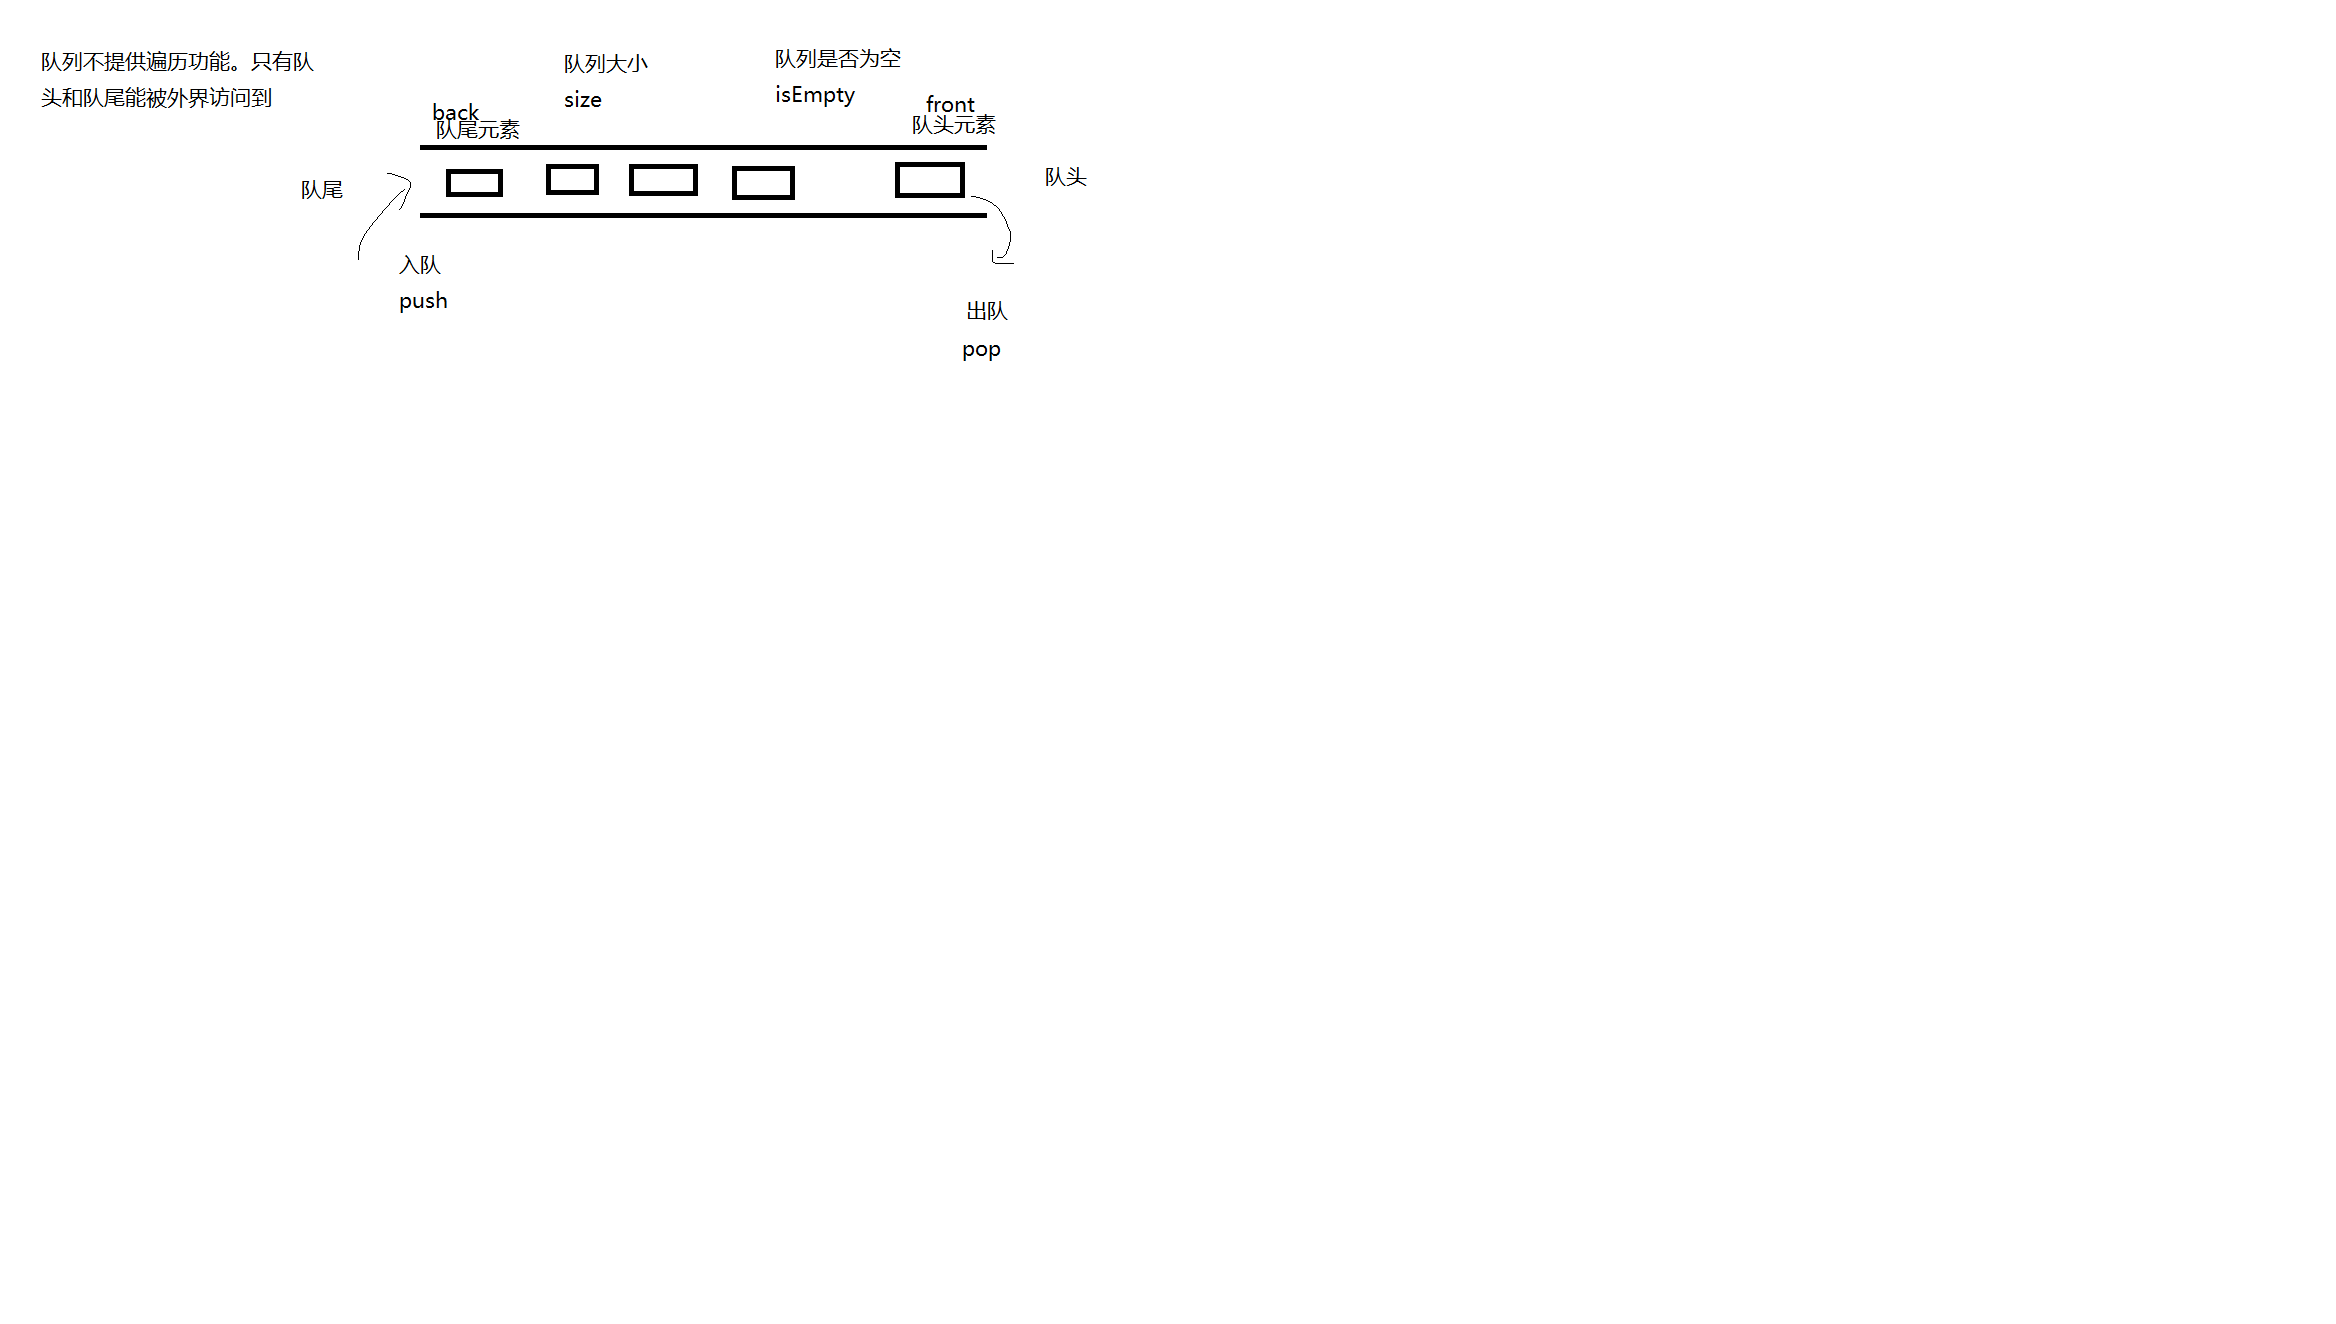 队列不提供遍历功能。只有队
头和队尾能被外界访问到
队列大小
size
队列是否为空
isEmpty
back
队尾元素
front
队头元素
队尾
队头
入队
push
出队
pop